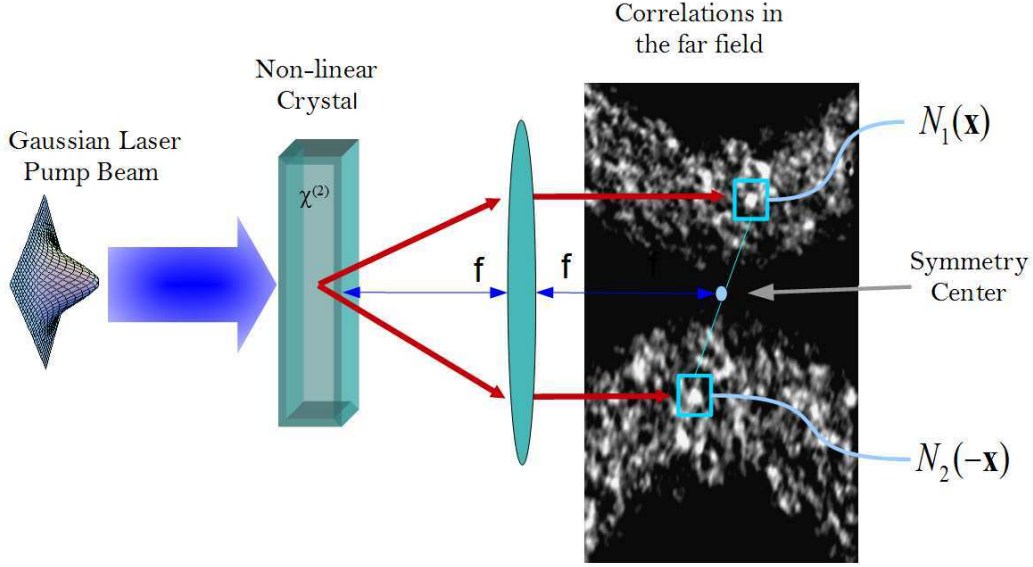 Correlations in
the far field
Non-linear
Crystal
Gaussian Laser
Pump Beam
χ⁽²⁾
N₁(x)
f
f
f
Symmetry
Center
N₂(-x)